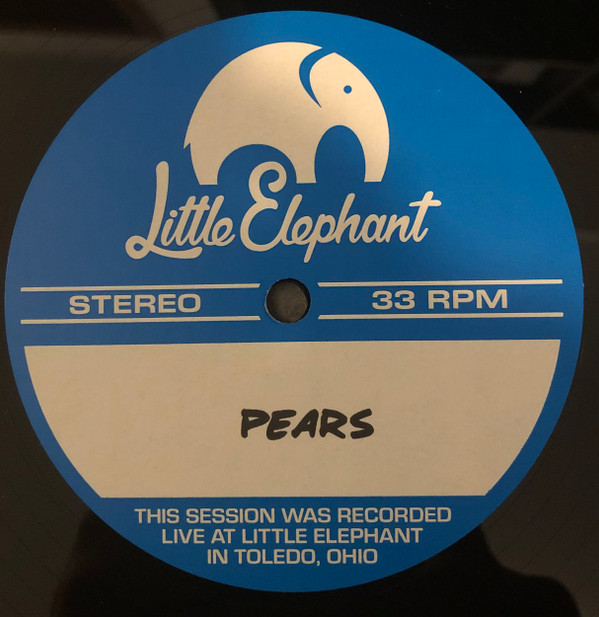 Little Elephant
STEREO
33 RPM
PEARS
THIS SESSION WAS RECORDED
LIVE AT LITTLE ELEPHANT
IN TOLEDO, OHIO